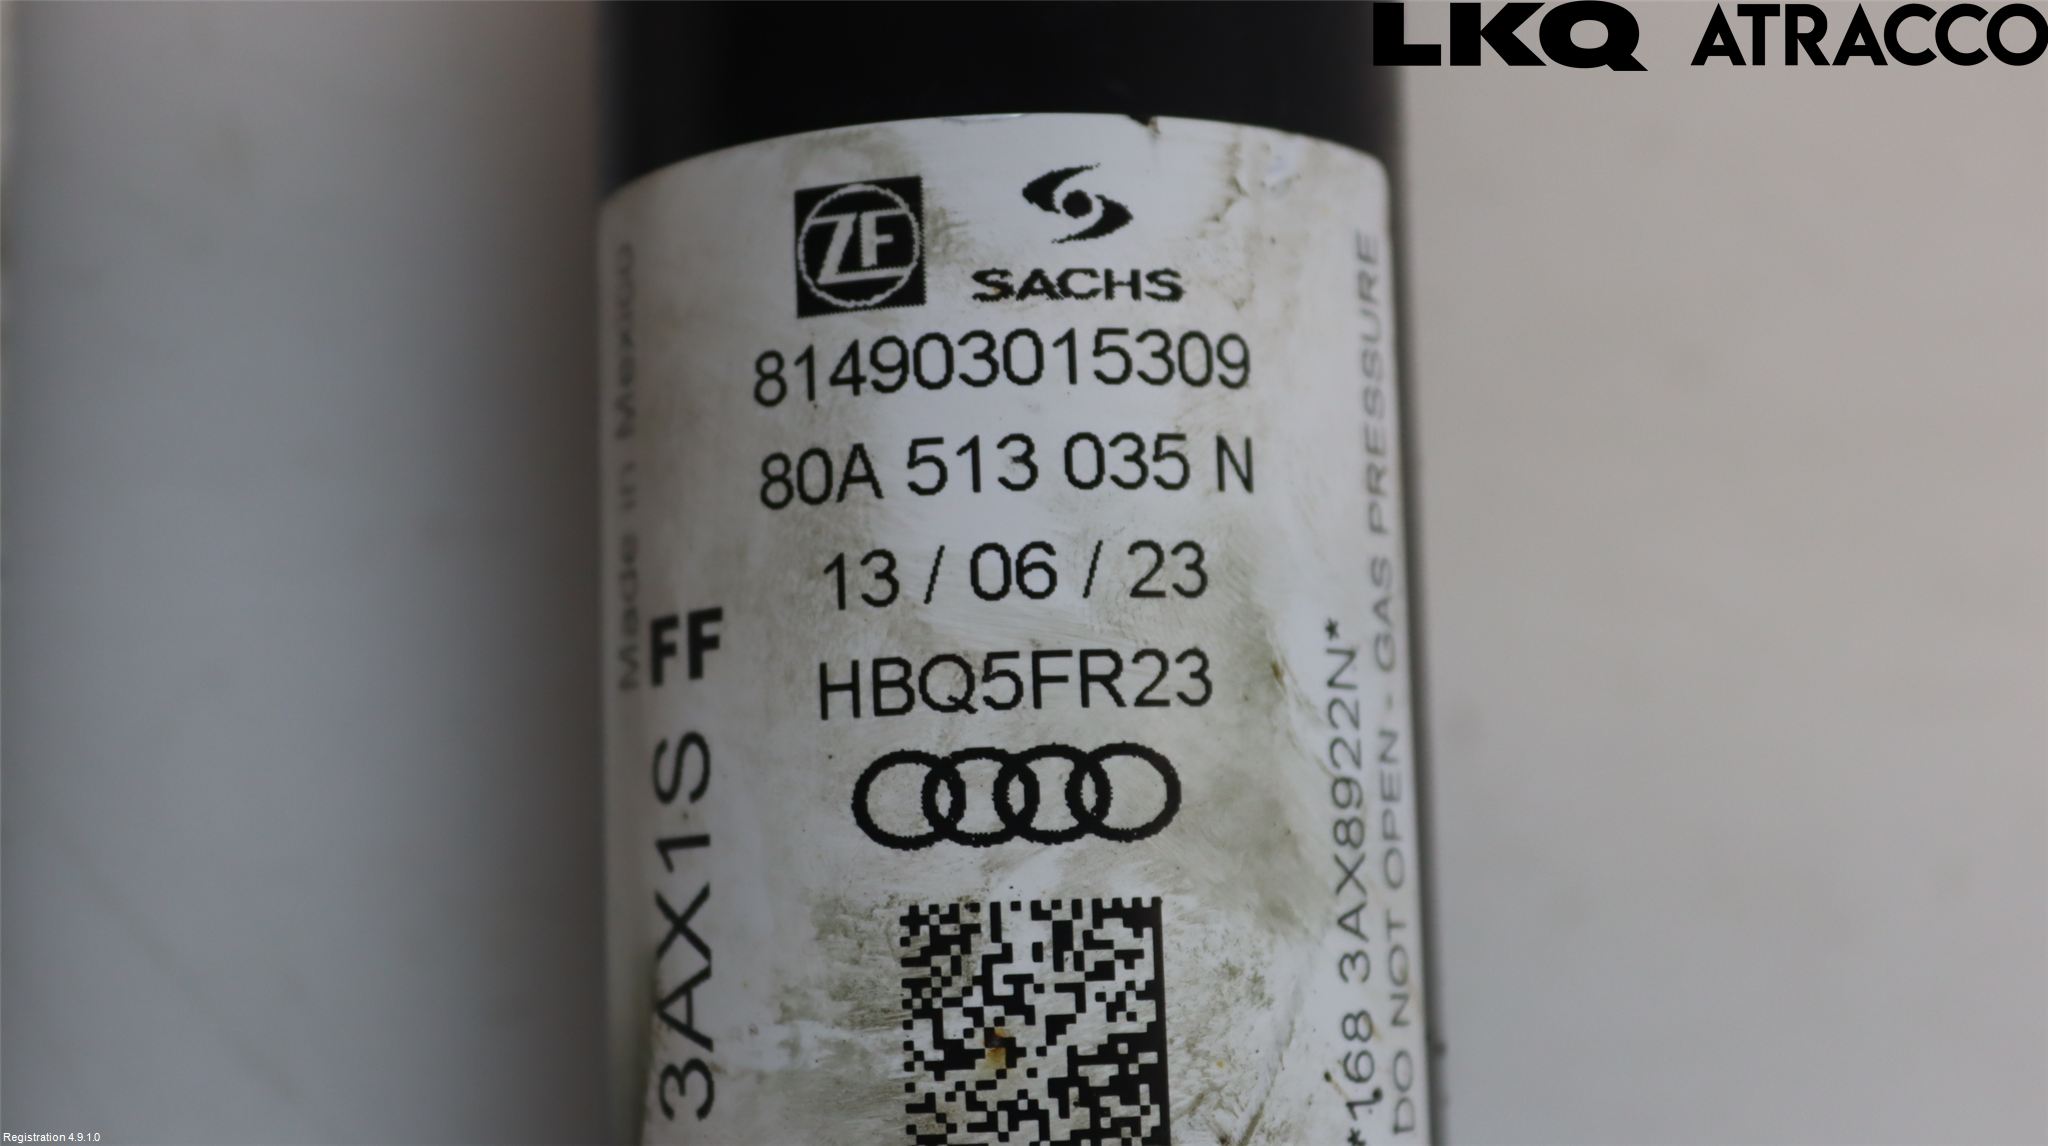 LKQ ATRACCO
ZF
SACHS
814903015309
80A 513 035 N
13 / 06 / 23
HBQ5FR23
Made in Mexico
3AX1S FF
*168 3AX8922N*
DO NOT OPEN - GAS PRESSURE
Registration 4.9.1.0